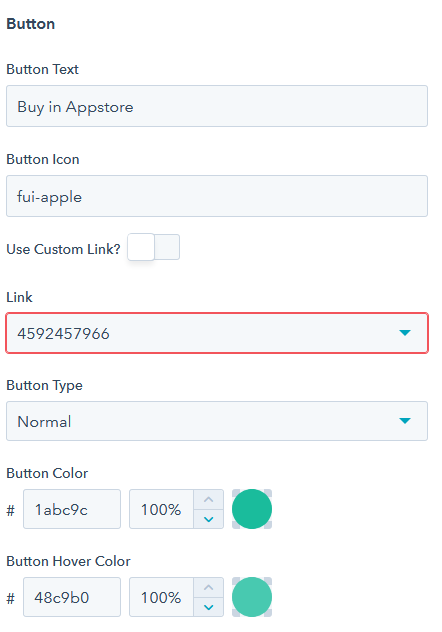 Button
Button Text
Buy in Appstore
Button Icon
fui-apple
Use Custom Link?
Link
4592457966
Button Type
Normal
Button Color
# 1abc9c 100%
Button Hover Color
# 48c9b0 100%